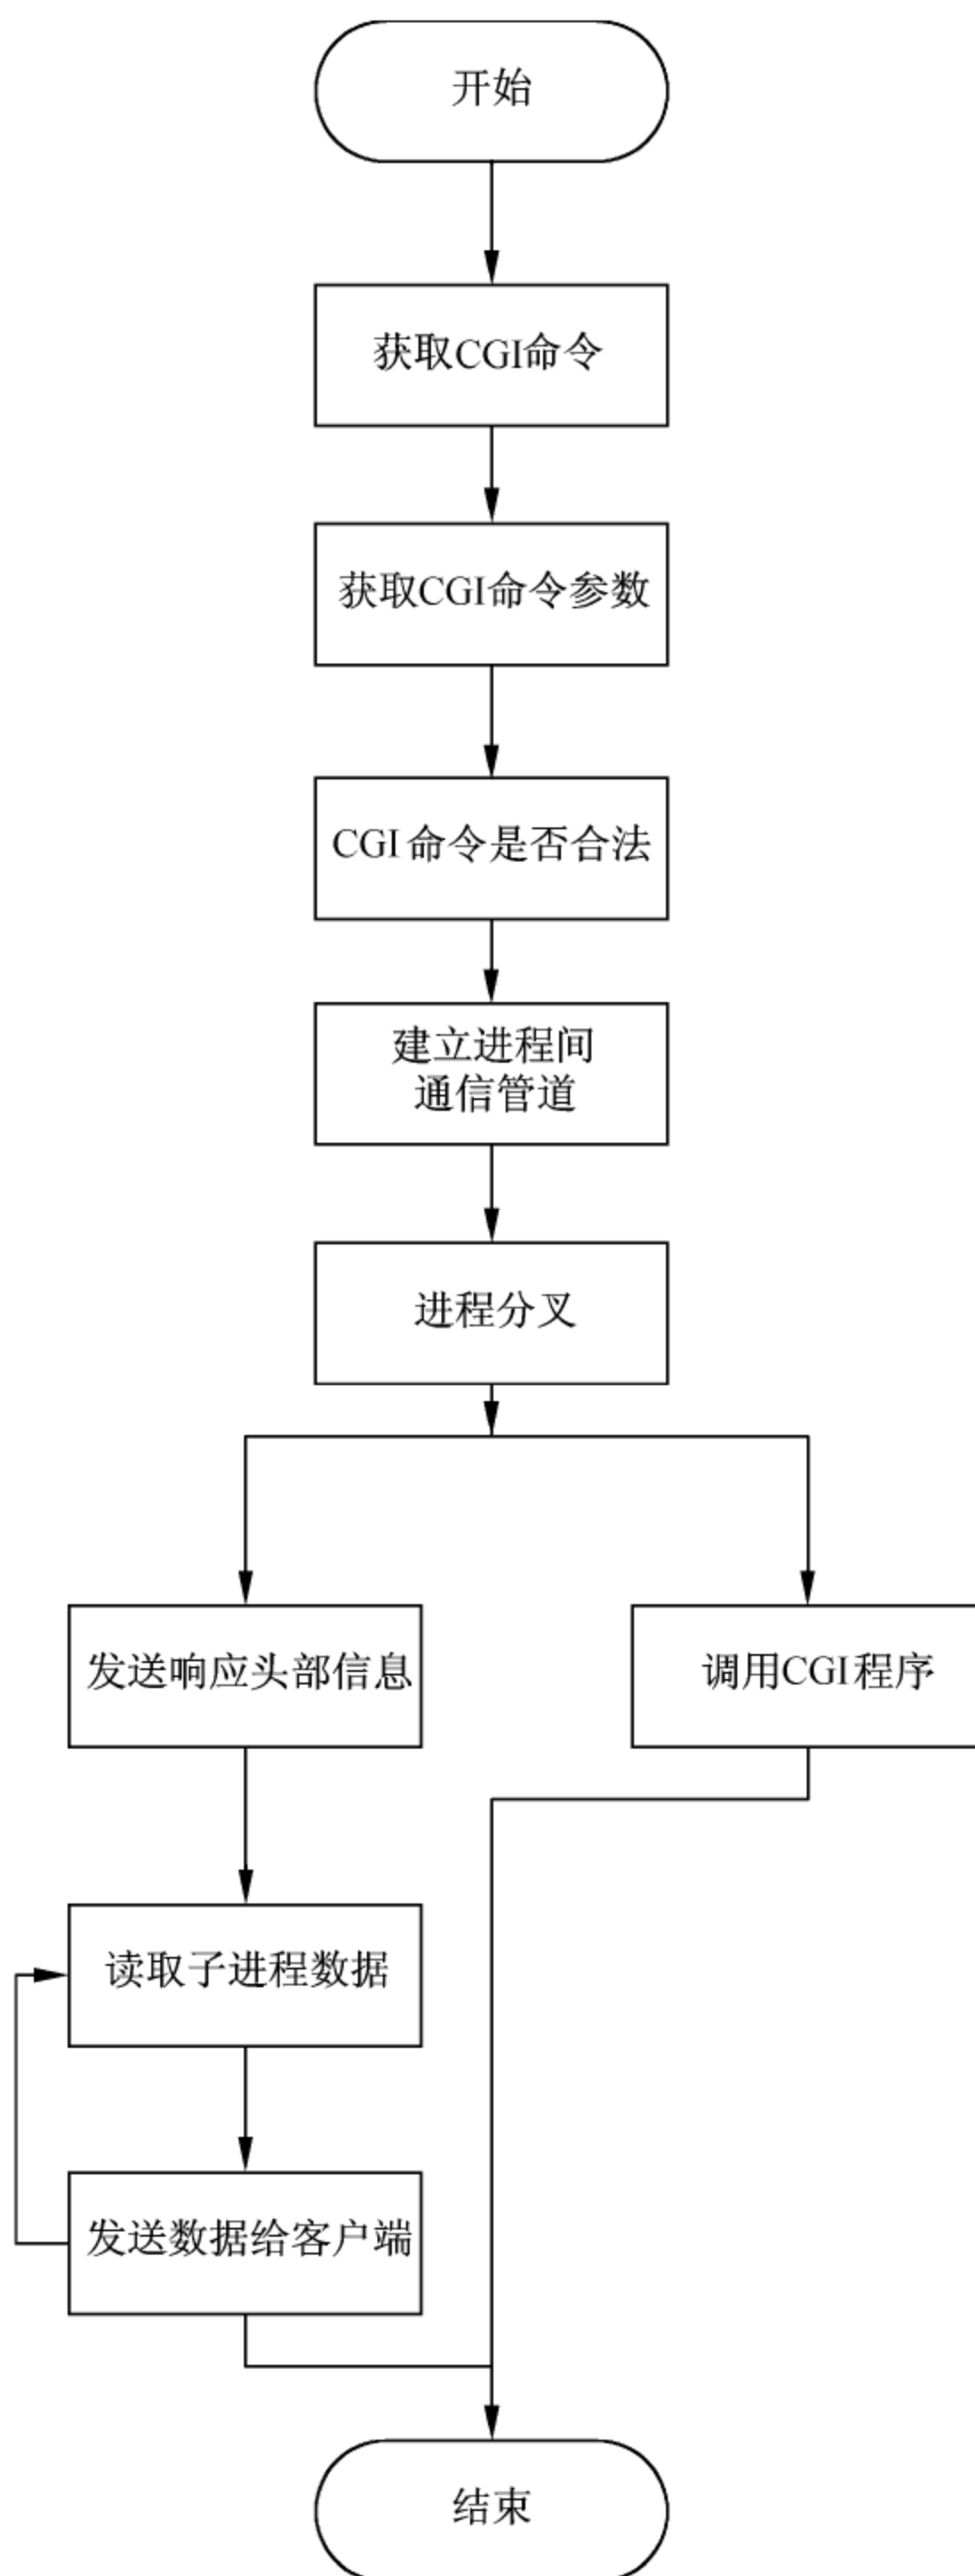 开始
获取CGI命令
获取CGI命令参数
CGI命令是否合法
建立进程间
通信管道
进程分叉
发送响应头部信息
调用CGI程序
读取子进程数据
发送数据给客户端
结束